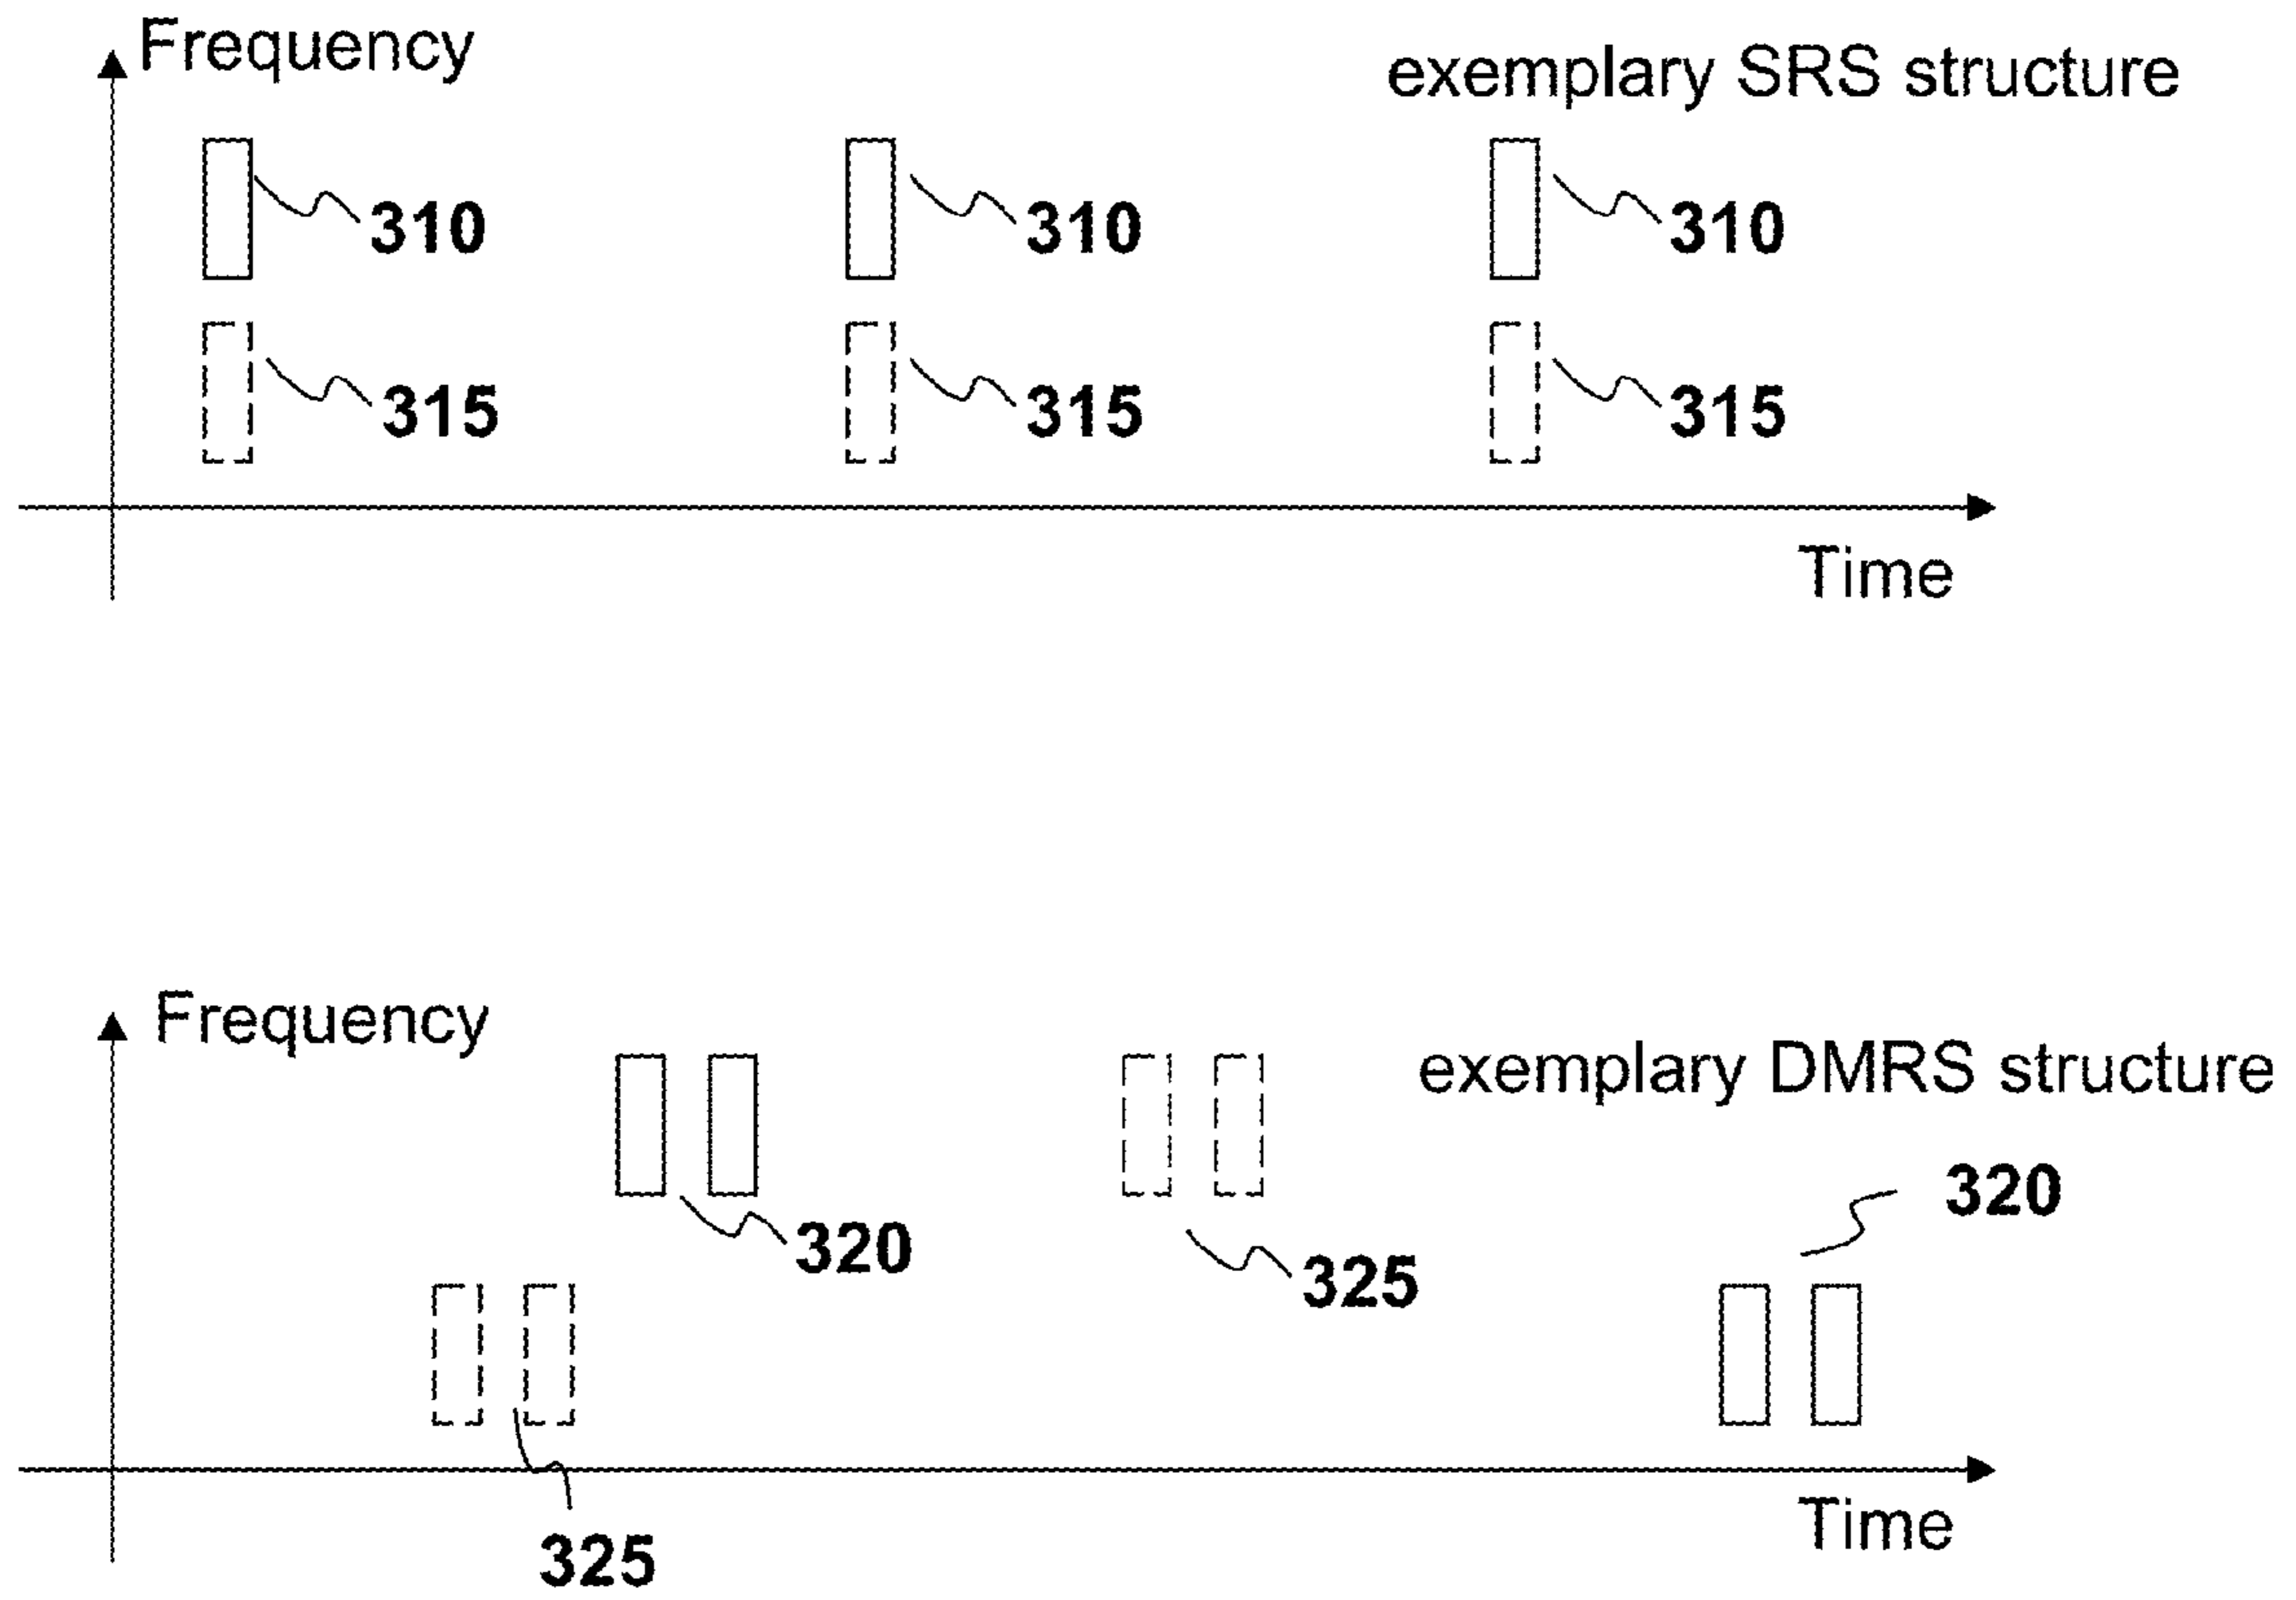 Frequency
exemplary SRS structure
310 310 310
315 315 315
Time
Frequency
exemplary DMRS structure
320
320
325
Time
325